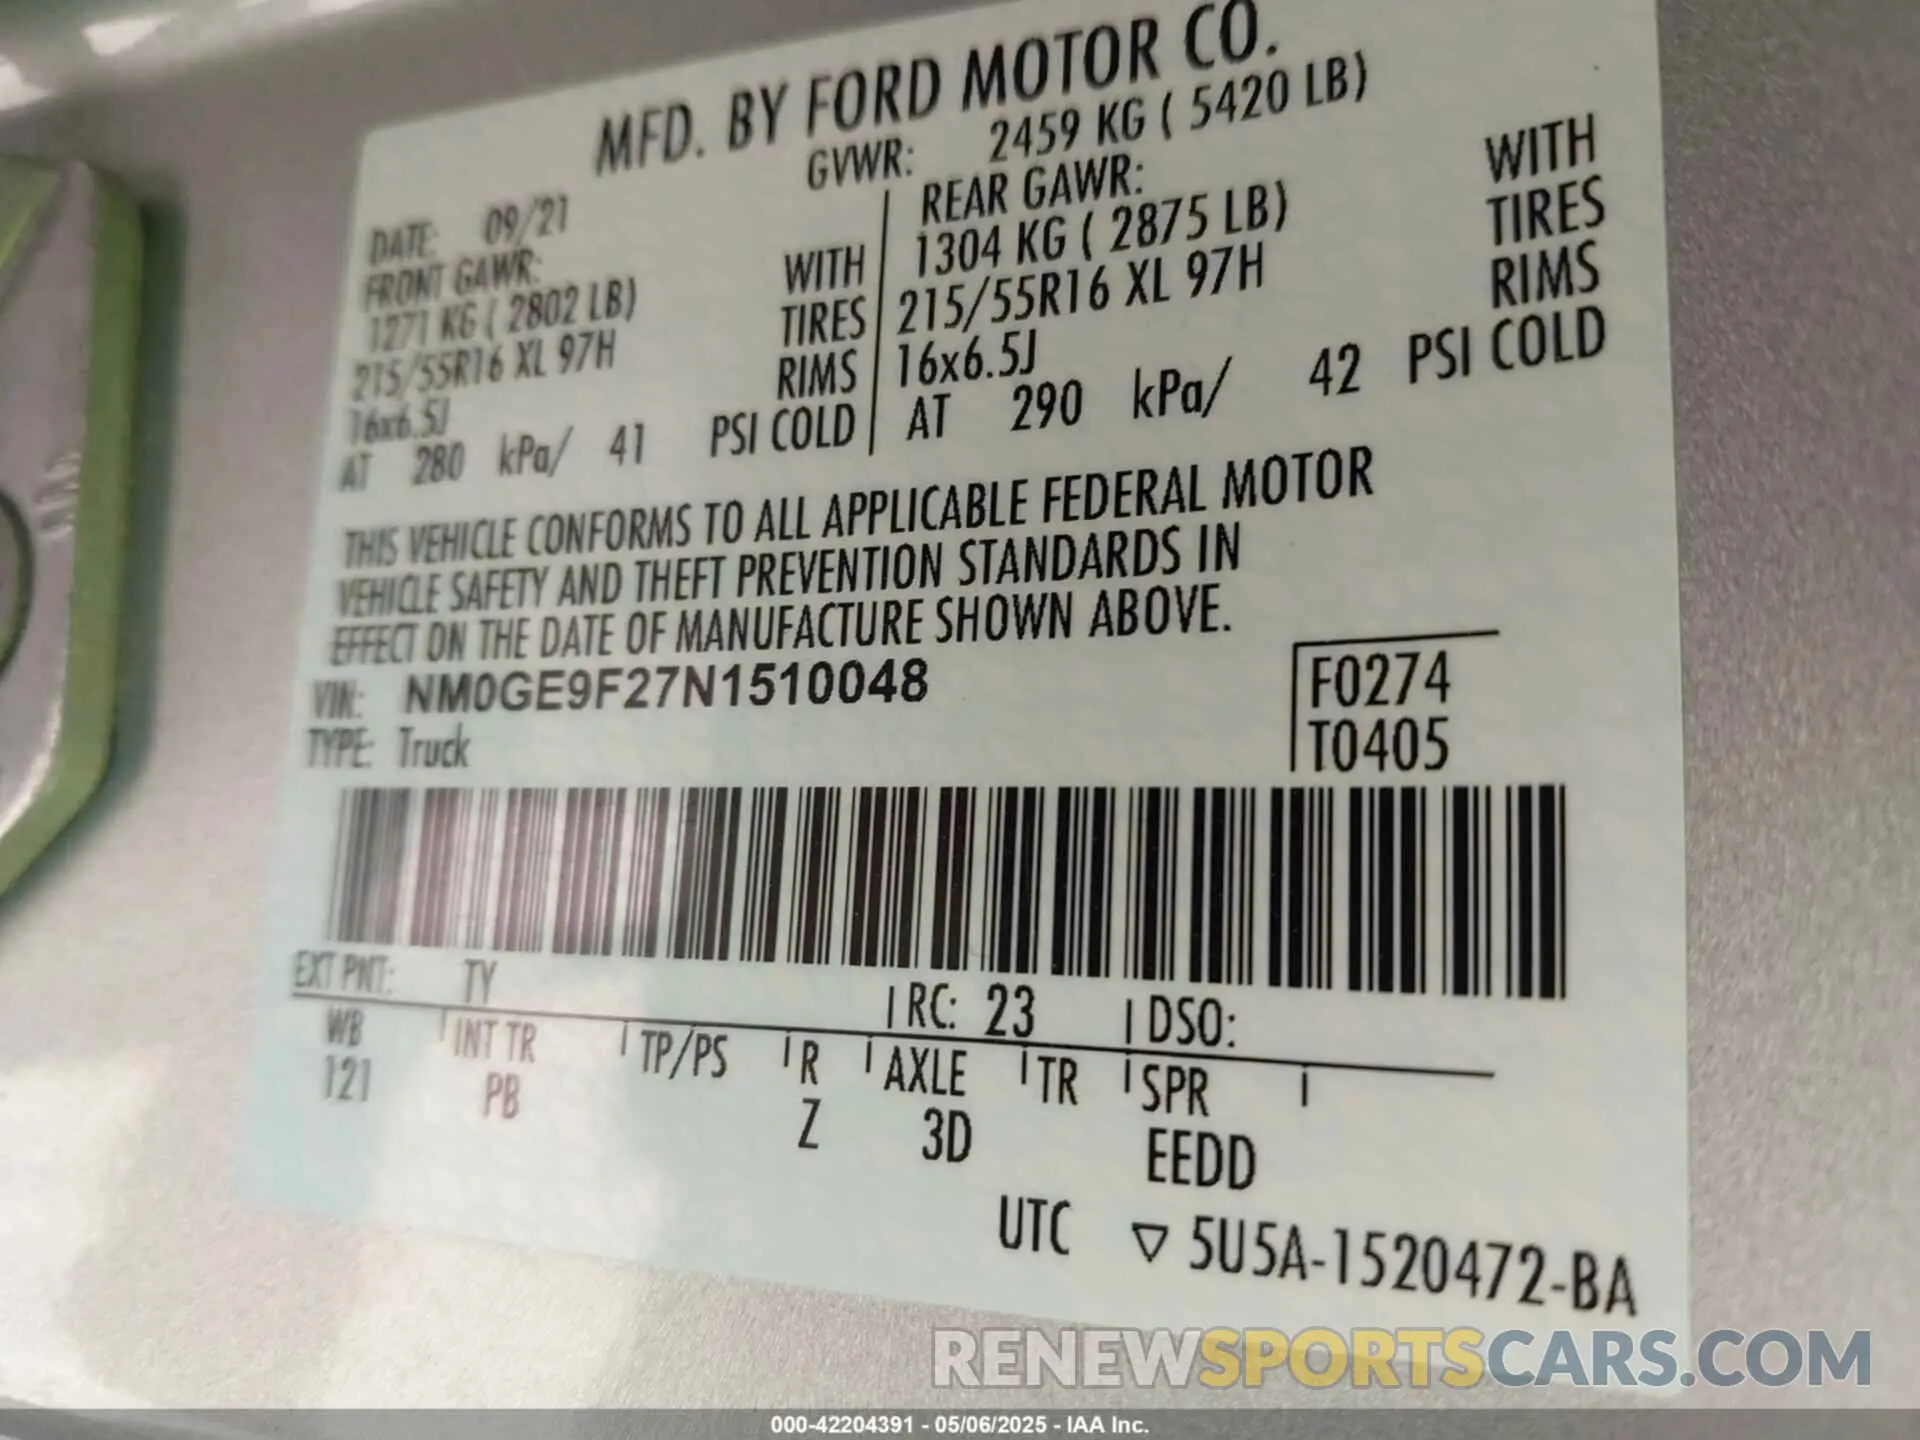 MFD. BY FORD MOTOR CO.
GVWR: 2459 KG ( 5420 LB)
DATE: 09/21
FRONT GAWR:
1271 KG ( 2802 LB) WITH
215/55R16 XL 97H TIRES
16x6.5J RIMS
AT 280 kPa/ 41 PSI COLD
REAR GAWR:
1304 KG ( 2875 LB) WITH
215/55R16 XL 97H TIRES
16x6.5J RIMS
AT 290 kPa/ 42 PSI COLD
THIS VEHICLE CONFORMS TO ALL APPLICABLE FEDERAL MOTOR
VEHICLE SAFETY AND THEFT PREVENTION STANDARDS IN
EFFECT ON THE DATE OF MANUFACTURE SHOWN ABOVE.
VIN: NM0GE9F27N1510048
TYPE: Truck
F0274
T0405
EXT PNT: TY RC: 23 DSO:
WB INT TR TP/PS R AXLE TR SPR
121 PB Z 3D EEDD
UTC ▽ 5U5A-1520472-BA
RENEWSPORTSCARS.COM
000-42204391 - 05/06/2025 - IAA Inc.